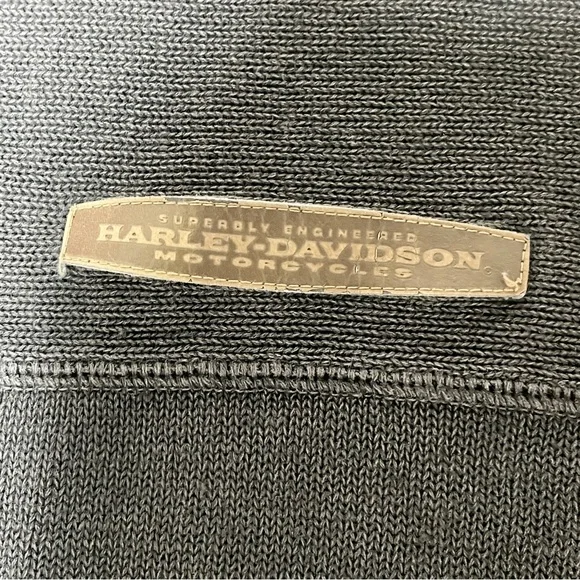 SUPERBLY ENGINEERED
HARLEY-DAVIDSON
MOTORCYCLES